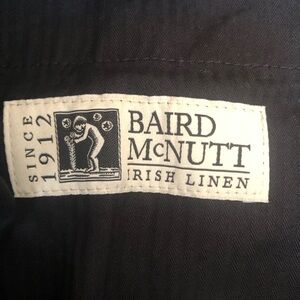 SINCE
1912
BAIRD
McNUTT
IRISH LINEN